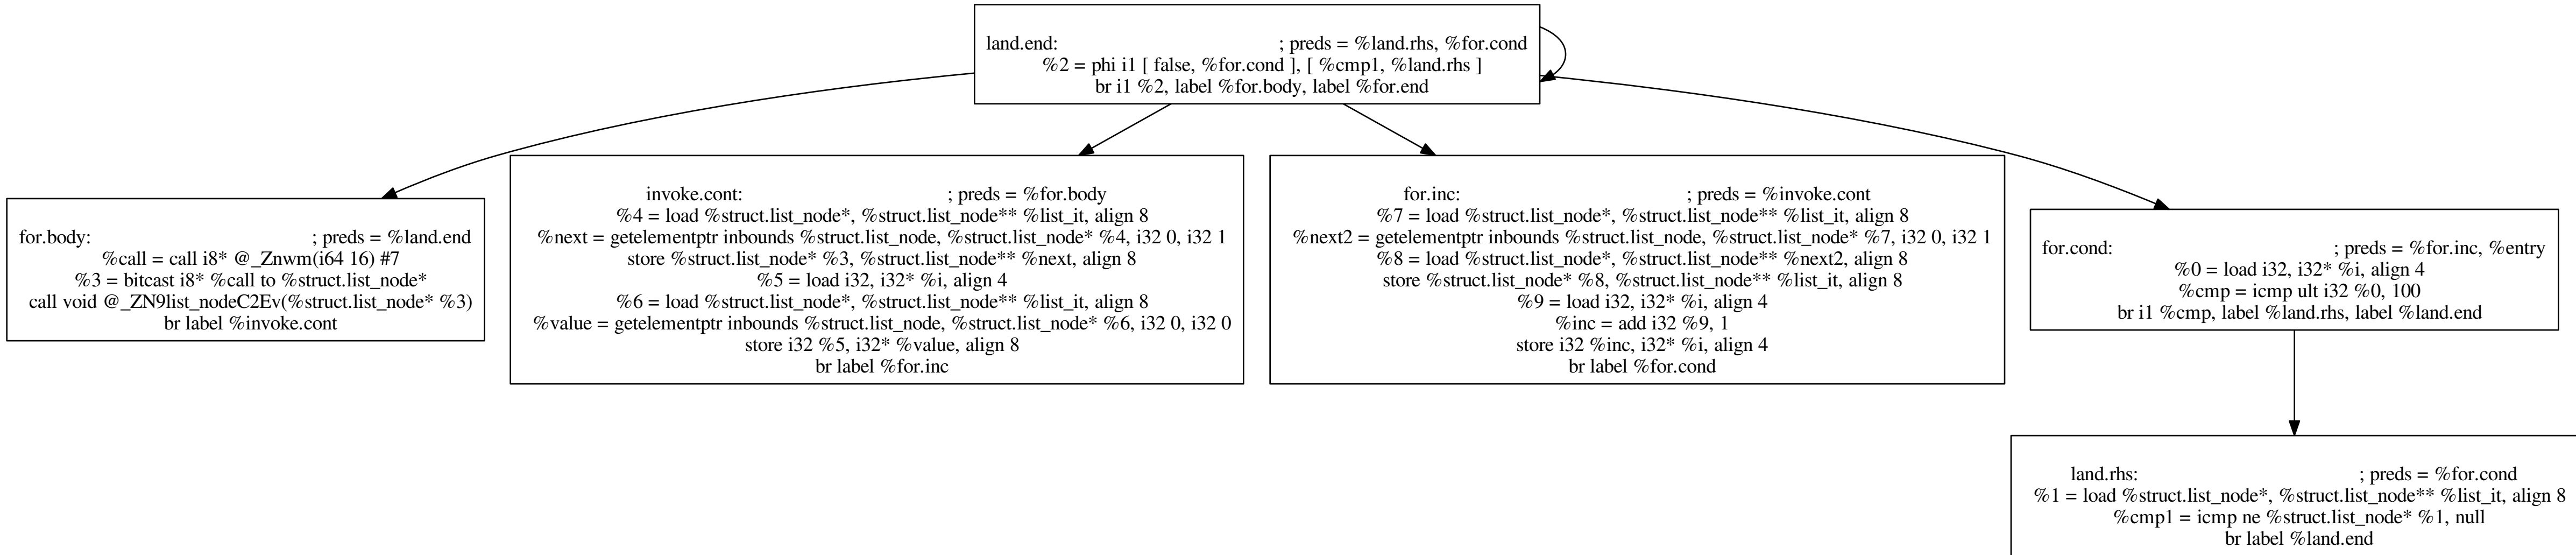 land.end: ; preds = %land.rhs, %for.cond
%2 = phi i1 [ false, %for.cond ], [ %cmp1, %land.rhs ]
br i1 %2, label %for.body, label %for.end
for.body: ; preds = %land.end
%call = call i8* @_Znwm(i64 16) #7
%3 = bitcast i8* %call to %struct.list_node*
call void @_ZN9list_nodeC2Ev(%struct.list_node* %3)
br label %invoke.cont
invoke.cont: ; preds = %for.body
%4 = load %struct.list_node*, %struct.list_node** %list_it, align 8
%next = getelementptr inbounds %struct.list_node, %struct.list_node* %4, i32 0, i32 1
store %struct.list_node* %3, %struct.list_node** %next, align 8
%5 = load i32, i32* %i, align 4
%6 = load %struct.list_node*, %struct.list_node** %list_it, align 8
%value = getelementptr inbounds %struct.list_node, %struct.list_node* %6, i32 0, i32 0
store i32 %5, i32* %value, align 8
br label %for.inc
for.inc: ; preds = %invoke.cont
%7 = load %struct.list_node*, %struct.list_node** %list_it, align 8
%next2 = getelementptr inbounds %struct.list_node, %struct.list_node* %7, i32 0, i32 1
%8 = load %struct.list_node*, %struct.list_node** %next2, align 8
store %struct.list_node* %8, %struct.list_node** %list_it, align 8
%9 = load i32, i32* %i, align 4
%inc = add i32 %9, 1
store i32 %inc, i32* %i, align 4
br label %for.cond
for.cond: ; preds = %for.inc, %entry
%0 = load i32, i32* %i, align 4
%cmp = icmp ult i32 %0, 100
br i1 %cmp, label %land.rhs, label %land.end
land.rhs: ; preds = %for.cond
%1 = load %struct.list_node*, %struct.list_node** %list_it, align 8
%cmp1 = icmp ne %struct.list_node* %1, null
br label %land.end